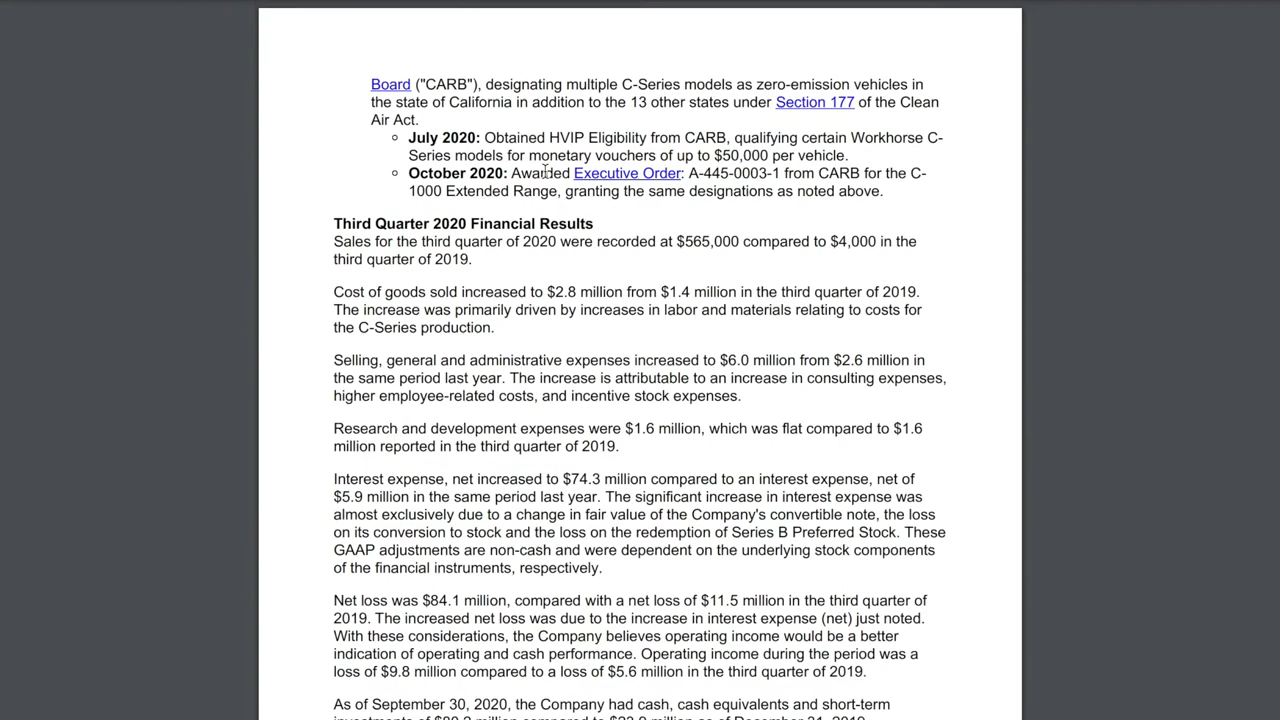 Board ("CARB"), designating multiple C-Series models as zero-emission vehicles in
the state of California in addition to the 13 other states under Section 177 of the Clean
Air Act.
July 2020: Obtained HVIP Eligibility from CARB, qualifying certain Workhorse C-
Series models for monetary vouchers of up to $50,000 per vehicle.
October 2020: Awarded Executive Order: A-445-0003-1 from CARB for the C-
1000 Extended Range, granting the same designations as noted above.
Third Quarter 2020 Financial Results
Sales for the third quarter of 2020 were recorded at $565,000 compared to $4,000 in the
third quarter of 2019.
Cost of goods sold increased to $2.8 million from $1.4 million in the third quarter of 2019.
The increase was primarily driven by increases in labor and materials relating to costs for
the C-Series production.
Selling, general and administrative expenses increased to $6.0 million from $2.6 million in
the same period last year. The increase is attributable to an increase in consulting expenses,
higher employee-related costs, and incentive stock expenses.
Research and development expenses were $1.6 million, which was flat compared to $1.6
million reported in the third quarter of 2019.
Interest expense, net increased to $74.3 million compared to an interest expense, net of
$5.9 million in the same period last year. The significant increase in interest expense was
almost exclusively due to a change in fair value of the Company's convertible note, the loss
on its conversion to stock and the loss on the redemption of Series B Preferred Stock. These
GAAP adjustments are non-cash and were dependent on the underlying stock components
of the financial instruments, respectively.
Net loss was $84.1 million, compared with a net loss of $11.5 million in the third quarter of
2019. The increased net loss was due to the increase in interest expense (net) just noted.
With these considerations, the Company believes operating income would be a better
indication of operating and cash performance. Operating income during the period was a
loss of $9.8 million compared to a loss of $5.6 million in the third quarter of 2019.
As of September 30, 2020, the Company had cash, cash equivalents and short-term
million compared to
million as of December 31, 2019